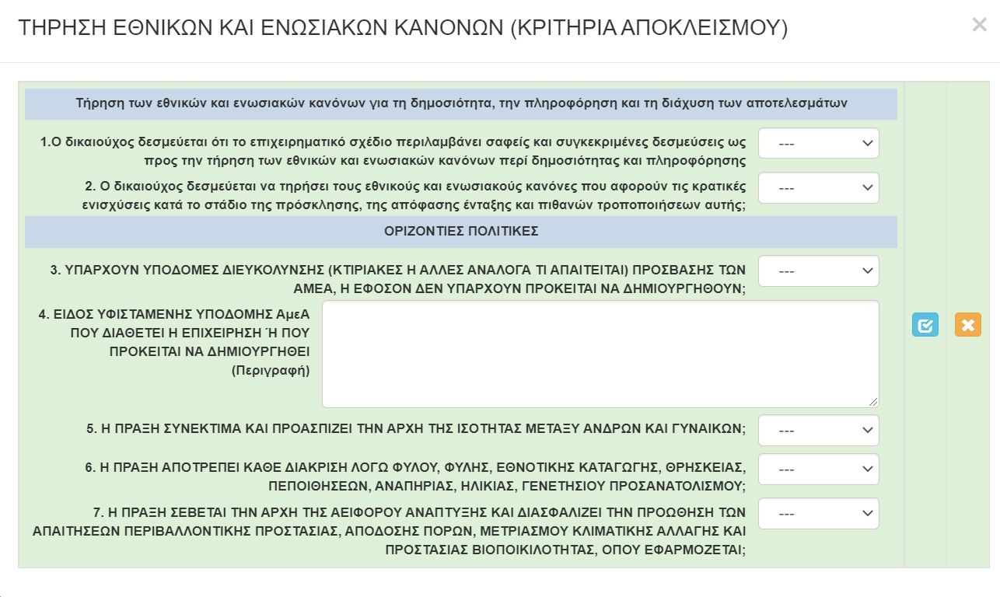 ΤΗΡΗΣΗ ΕΘΝΙΚΩΝ ΚΑΙ ΕΝΩΣΙΑΚΩΝ ΚΑΝΟΝΩΝ (ΚΡΙΤΗΡΙΑ ΑΠΟΚΛΕΙΣΜΟΥ)
Τήρηση των εθνικών και ενωσιακών κανόνων για τη δημοσιότητα, την πληροφόρηση και τη διάχυση των αποτελεσμάτων
1.Ο δικαιούχος δεσμεύεται ότι το επιχειρηματικό σχέδιο περιλαμβάνει σαφείς και συγκεκριμένες δεσμεύσεις ως
προς την τήρηση των εθνικών και ενωσιακών κανόνων περί δημοσιότητας και πληροφόρησης
---
2. Ο δικαιούχος δεσμεύεται να τηρήσει τους εθνικούς και ενωσιακούς κανόνες που αφορούν τις κρατικές
ενισχύσεις κατά το στάδιο της πρόσκλησης, της απόφασης ένταξης και πιθανών τροποποιήσεων αυτής;
---
ΟΡΙΖΟΝΤΙΕΣ ΠΟΛΙΤΙΚΕΣ
3. ΥΠΑΡΧΟΥΝ ΥΠΟΔΟΜΕΣ ΔΙΕΥΚΟΛΥΝΣΗΣ (ΚΤΙΡΙΑΚΕΣ Η ΑΛΛΕΣ ΑΝΑΛΟΓΑ ΤΙ ΑΠΑΙΤΕΙΤΑΙ) ΠΡΟΣΒΑΣΗΣ ΤΩΝ
ΑΜΕΑ, Η ΕΦΟΣΟΝ ΔΕΝ ΥΠΑΡΧΟΥΝ ΠΡΟΚΕΙΤΑΙ ΝΑ ΔΗΜΙΟΥΡΓΗΘΟΥΝ;
---
4. ΕΙΔΟΣ ΥΦΙΣΤΑΜΕΝΗΣ ΥΠΟΔΟΜΗΣ ΑμεΑ
ΠΟΥ ΔΙΑΘΕΤΕΙ Η ΕΠΙΧΕΙΡΗΣΗ Ή ΠΟΥ
ΠΡΟΚΕΙΤΑΙ ΝΑ ΔΗΜΙΟΥΡΓΗΘΕΙ
(Περιγραφή)
5. Η ΠΡΑΞΗ ΣΥΝΕΚΤΙΜΑ ΚΑΙ ΠΡΟΑΣΠΙΖΕΙ ΤΗΝ ΑΡΧΗ ΤΗΣ ΙΣΟΤΗΤΑΣ ΜΕΤΑΞΥ ΑΝΔΡΩΝ ΚΑΙ ΓΥΝΑΙΚΩΝ;
---
6. Η ΠΡΑΞΗ ΑΠΟΤΡΕΠΕΙ ΚΑΘΕ ΔΙΑΚΡΙΣΗ ΛΟΓΩ ΦΥΛΟΥ, ΦΥΛΗΣ, ΕΘΝΟΤΙΚΗΣ ΚΑΤΑΓΩΓΗΣ, ΘΡΗΣΚΕΙΑΣ,
ΠΕΠΟΙΘΗΣΕΩΝ, ΑΝΑΠΗΡΙΑΣ, ΗΛΙΚΙΑΣ, ΓΕΝΕΤΗΣΙΟΥ ΠΡΟΣΑΝΑΤΟΛΙΣΜΟΥ;
---
7. Η ΠΡΑΞΗ ΣΕΒΕΤΑΙ ΤΗΝ ΑΡΧΗ ΤΗΣ ΑΕΙΦΟΡΟΥ ΑΝΑΠΤΥΞΗΣ ΚΑΙ ΔΙΑΣΦΑΛΙΖΕΙ ΤΗΝ ΠΡΟΩΘΗΣΗ ΤΩΝ
ΑΠΑΙΤΗΣΕΩΝ ΠΕΡΙΒΑΛΛΟΝΤΙΚΗΣ ΠΡΟΣΤΑΣΙΑΣ, ΑΠΟΔΟΣΗΣ ΠΟΡΩΝ, ΜΕΤΡΙΑΣΜΟΥ ΚΛΙΜΑΤΙΚΗΣ ΑΛΛΑΓΗΣ ΚΑΙ
ΠΡΟΣΤΑΣΙΑΣ ΒΙΟΠΟΙΚΙΛΟΤΗΤΑΣ, ΟΠΟΥ ΕΦΑΡΜΟΖΕΤΑΙ;
---